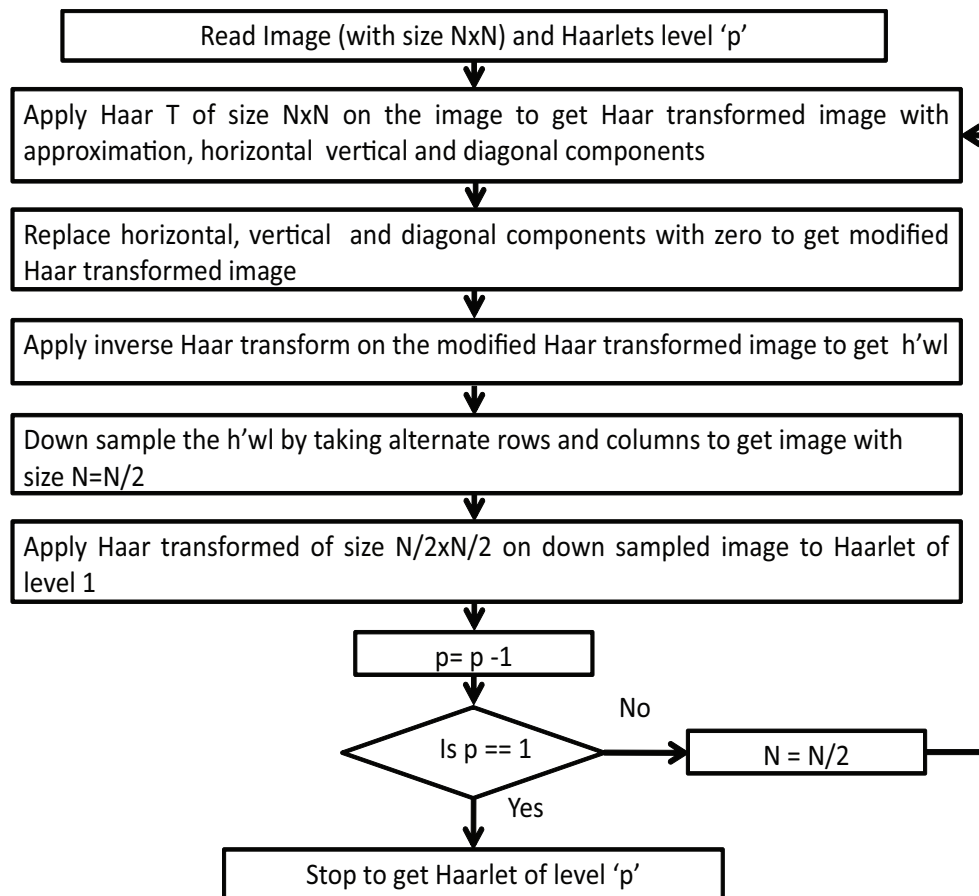 Read Image (with size NxN) and Haarlets level ‘p’
Apply Haar T of size NxN on the image to get Haar transformed image with
approximation, horizontal vertical and diagonal components
Replace horizontal, vertical and diagonal components with zero to get modified
Haar transformed image
Apply inverse Haar transform on the modified Haar transformed image to get h’wl
Down sample the h’wl by taking alternate rows and columns to get image with
size N=N/2
Apply Haar transformed of size N/2xN/2 on down sampled image to Haarlet of
level 1
p= p -1
Is p == 1
No
N = N/2
Yes
Stop to get Haarlet of level ‘p’